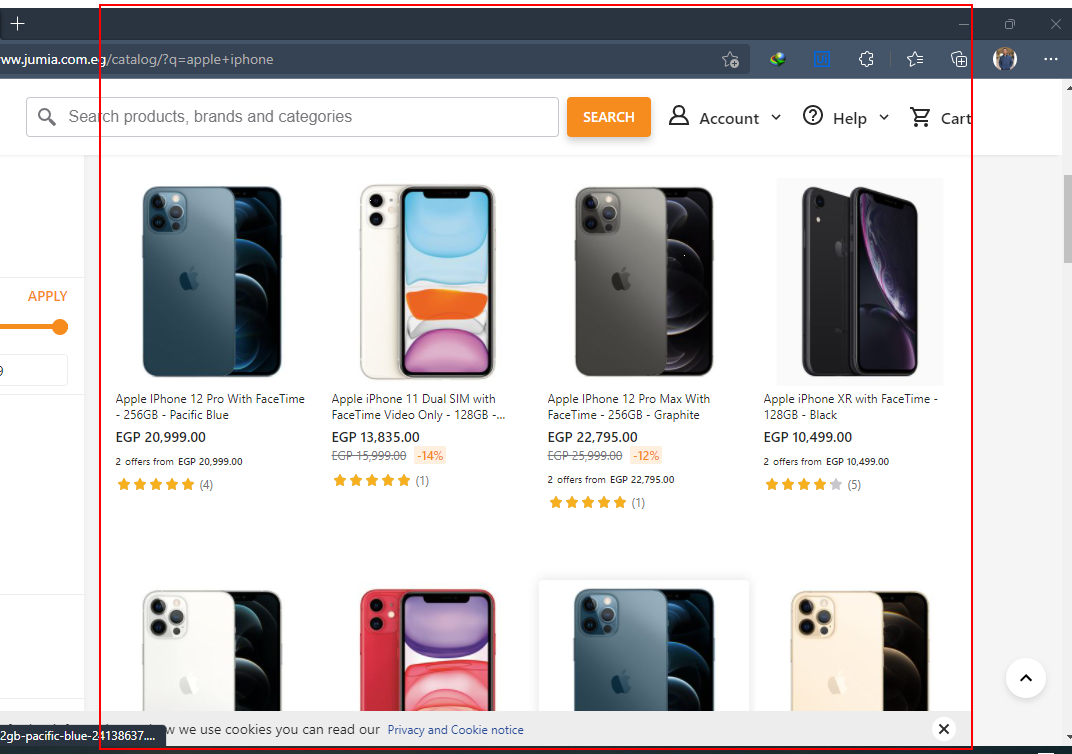 ww.jumia.com.eg/catalog/?q=apple+iphone
Search products, brands and categories
SEARCH
Account
Help
Cart
APPLY
9
Apple IPhone 12 Pro With FaceTime
- 256GB - Pacific Blue
EGP 20,999.00
2 offers from EGP 20,999.00
(4)
Apple iPhone 11 Dual SIM with
FaceTime Video Only - 128GB -...
EGP 13,835.00
EGP 15,999.00 -14%
(1)
Apple IPhone 12 Pro Max With
FaceTime - 256GB - Graphite
EGP 22,795.00
EGP 25,999.00 -12%
2 offers from EGP 22,795.00
(1)
Apple iPhone XR with FaceTime -
128GB - Black
EGP 10,499.00
2 offers from EGP 10,499.00
(5)
w we use cookies you can read our Privacy and Cookie notice
2gb-pacific-blue-24138637....